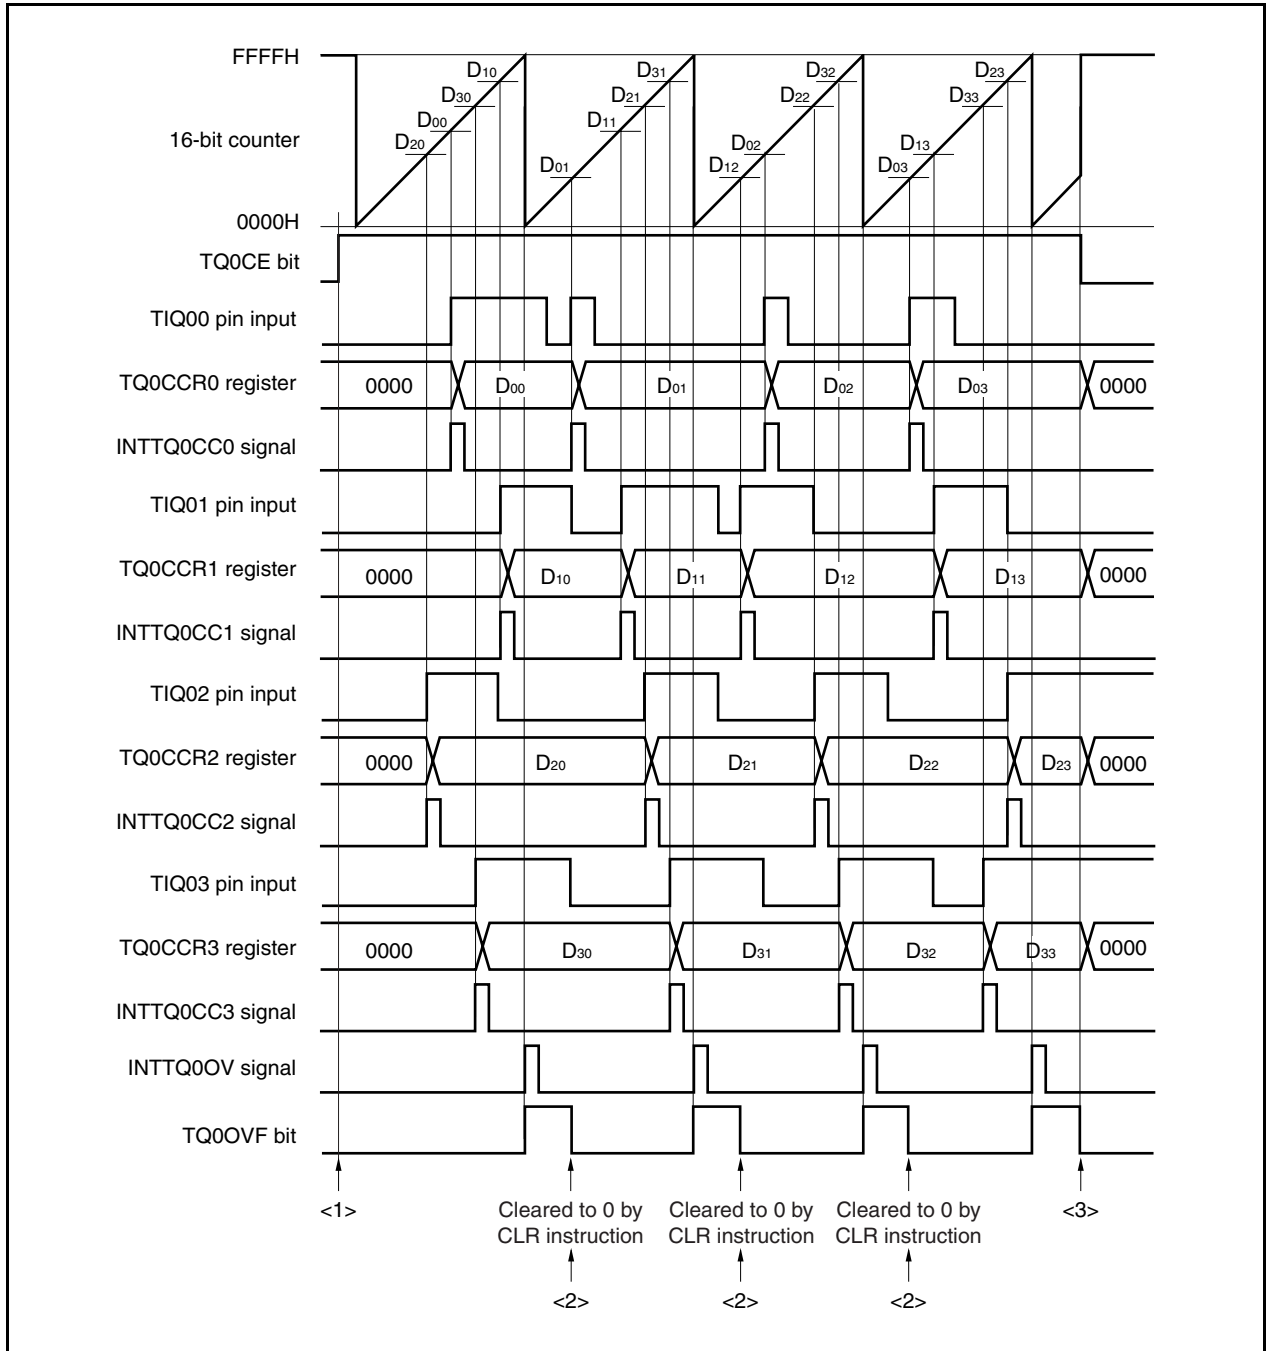 FFFFH
D10
D31
D32
D23
D30
D21
D22
D33
D00
D11
16-bit counter
D20
D02
D13
D01
D12
D03
0000H
TQ0CE bit
TIQ00 pin input
TQ0CCR0 register
0000
D00
D01
D02
D03
0000
INTTQ0CC0 signal
TIQ01 pin input
TQ0CCR1 register
0000
D10
D11
D12
D13
0000
INTTQ0CC1 signal
TIQ02 pin input
TQ0CCR2 register
0000
D20
D21
D22
D23
0000
INTTQ0CC2 signal
TIQ03 pin input
TQ0CCR3 register
0000
D30
D31
D32
D33
0000
INTTQ0CC3 signal
INTTQ0OV signal
TQ0OVF bit
<1>
Cleared to 0 by
CLR instruction
Cleared to 0 by
CLR instruction
Cleared to 0 by
CLR instruction
<3>
<2>
<2>
<2>